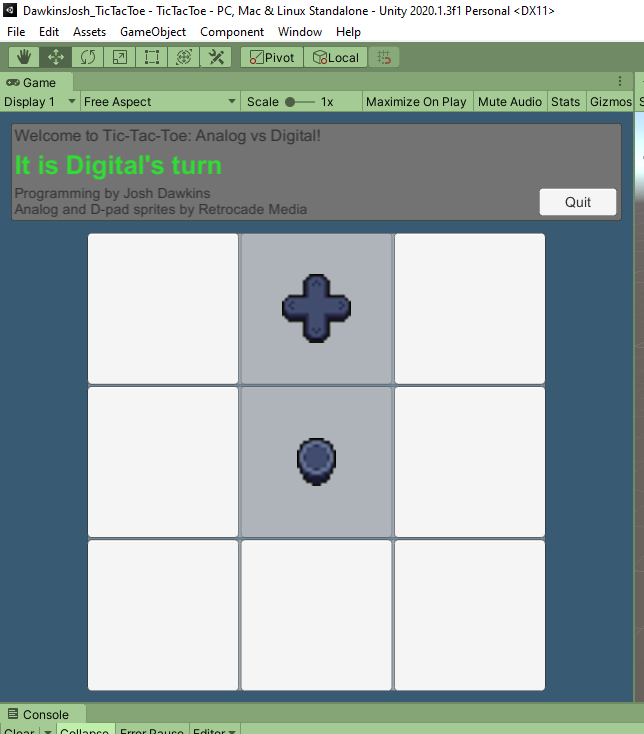 DawkinsJosh_TicTacToe - TicTacToe - PC, Mac & Linux Standalone - Unity 2020.1.3f1 Personal <DX11>
File Edit Assets GameObject Component Window Help
Pivot Local
Game
Display 1 Free Aspect Scale 1x Maximize On Play Mute Audio Stats Gizmos
Welcome to Tic-Tac-Toe: Analog vs Digital!
It is Digital's turn
Programming by Josh Dawkins
Analog and D-pad sprites by Retrocade Media
Quit
Console
Clear Collapse Error Pause Editor